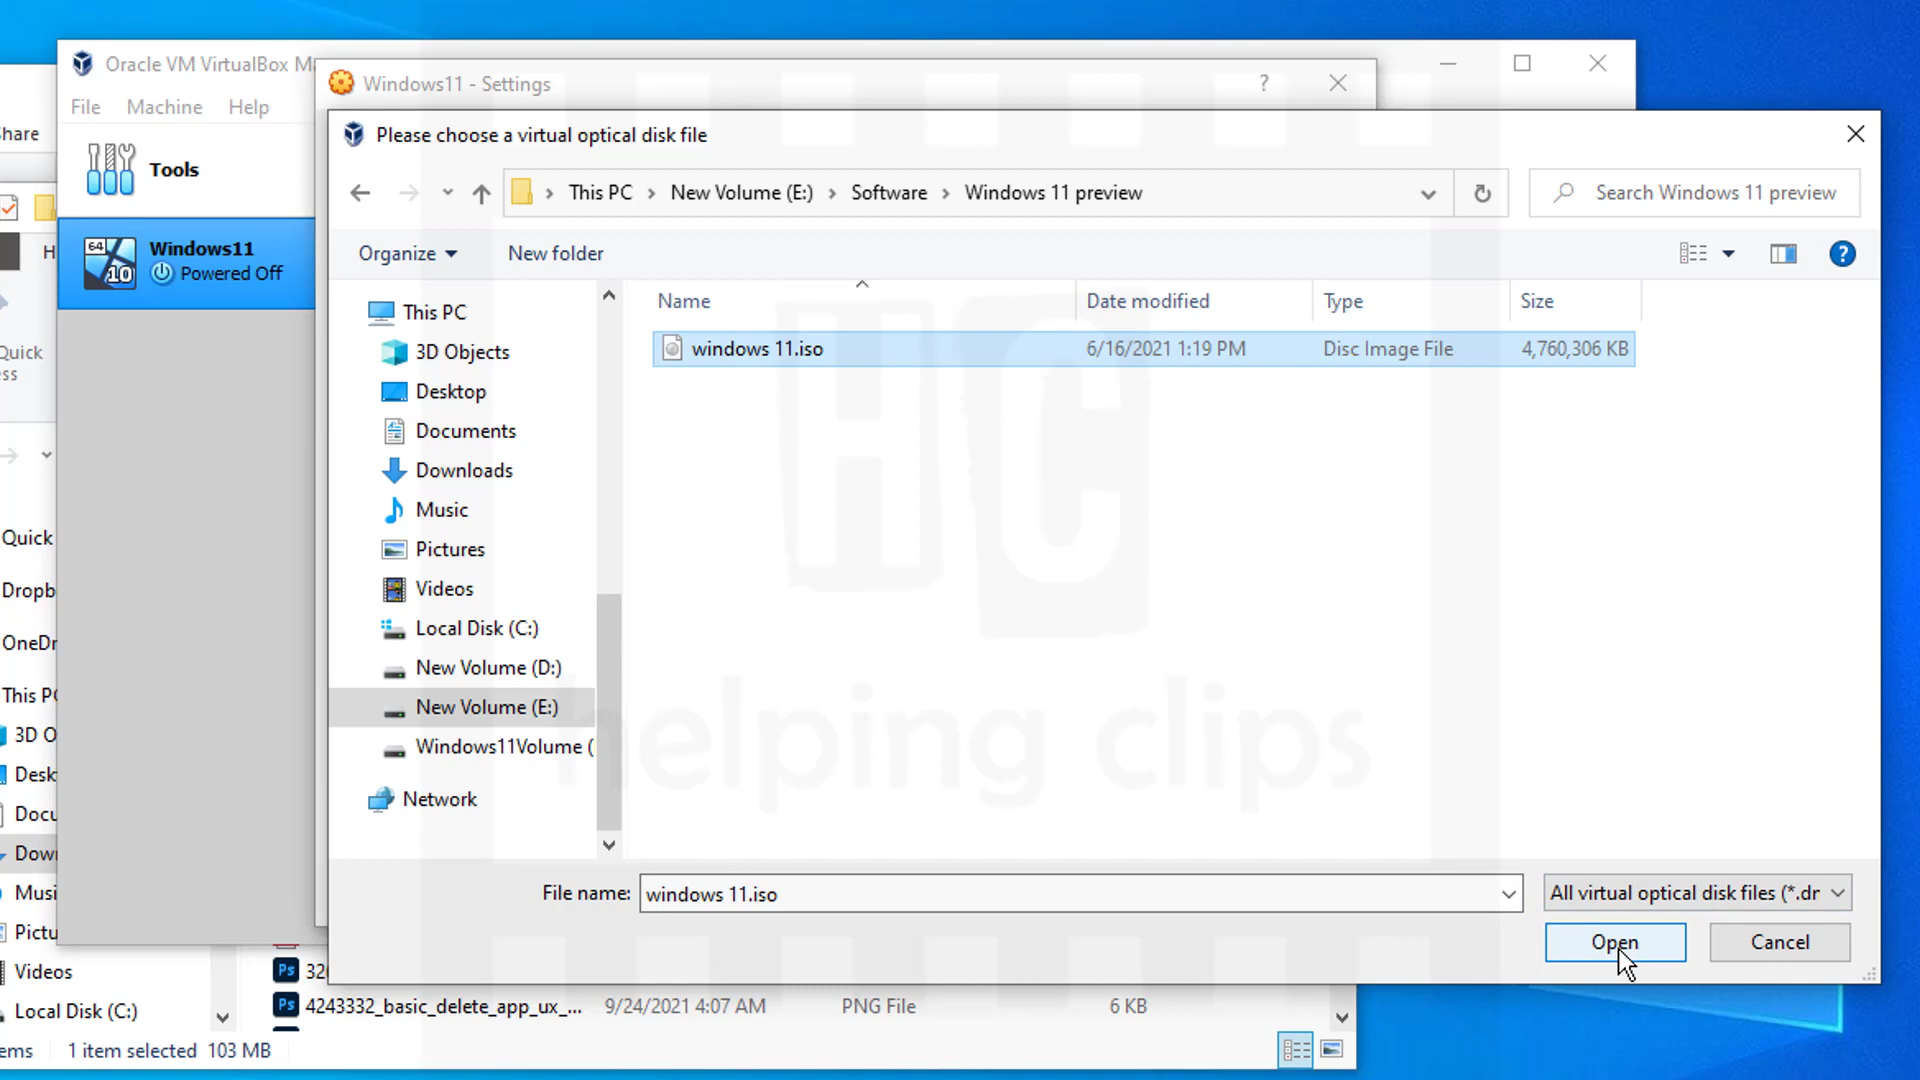 Oracle VM VirtualBox Ma
File Machine Help
Tools
Windows11
Powered Off
Windows11 - Settings
?
Please choose a virtual optical disk file
This PC > New Volume (E:) > Software > Windows 11 preview
Search Windows 11 preview
Organize
New folder
Name Date modified Type Size
windows 11.iso 6/16/2021 1:19 PM Disc Image File 4,760,306 KB
This PC
3D Objects
Desktop
Documents
Downloads
Music
Pictures
Videos
Local Disk (C:)
New Volume (D:)
New Volume (E:)
Windows11Volume (
Network
File name: windows 11.iso
All virtual optical disk files (*.dr
Open Cancel
HC
helping clips
hare
H
Quick
ss
Quick
Dropb
OneDr
This PC
3D O
Desk
Docu
Down
Musi
Pictu
Videos
Local Disk (C:)
32
4243332_basic_delete_app_ux_... 9/24/2021 4:07 AM PNG File 6 KB
ems 1 item selected 103 MB